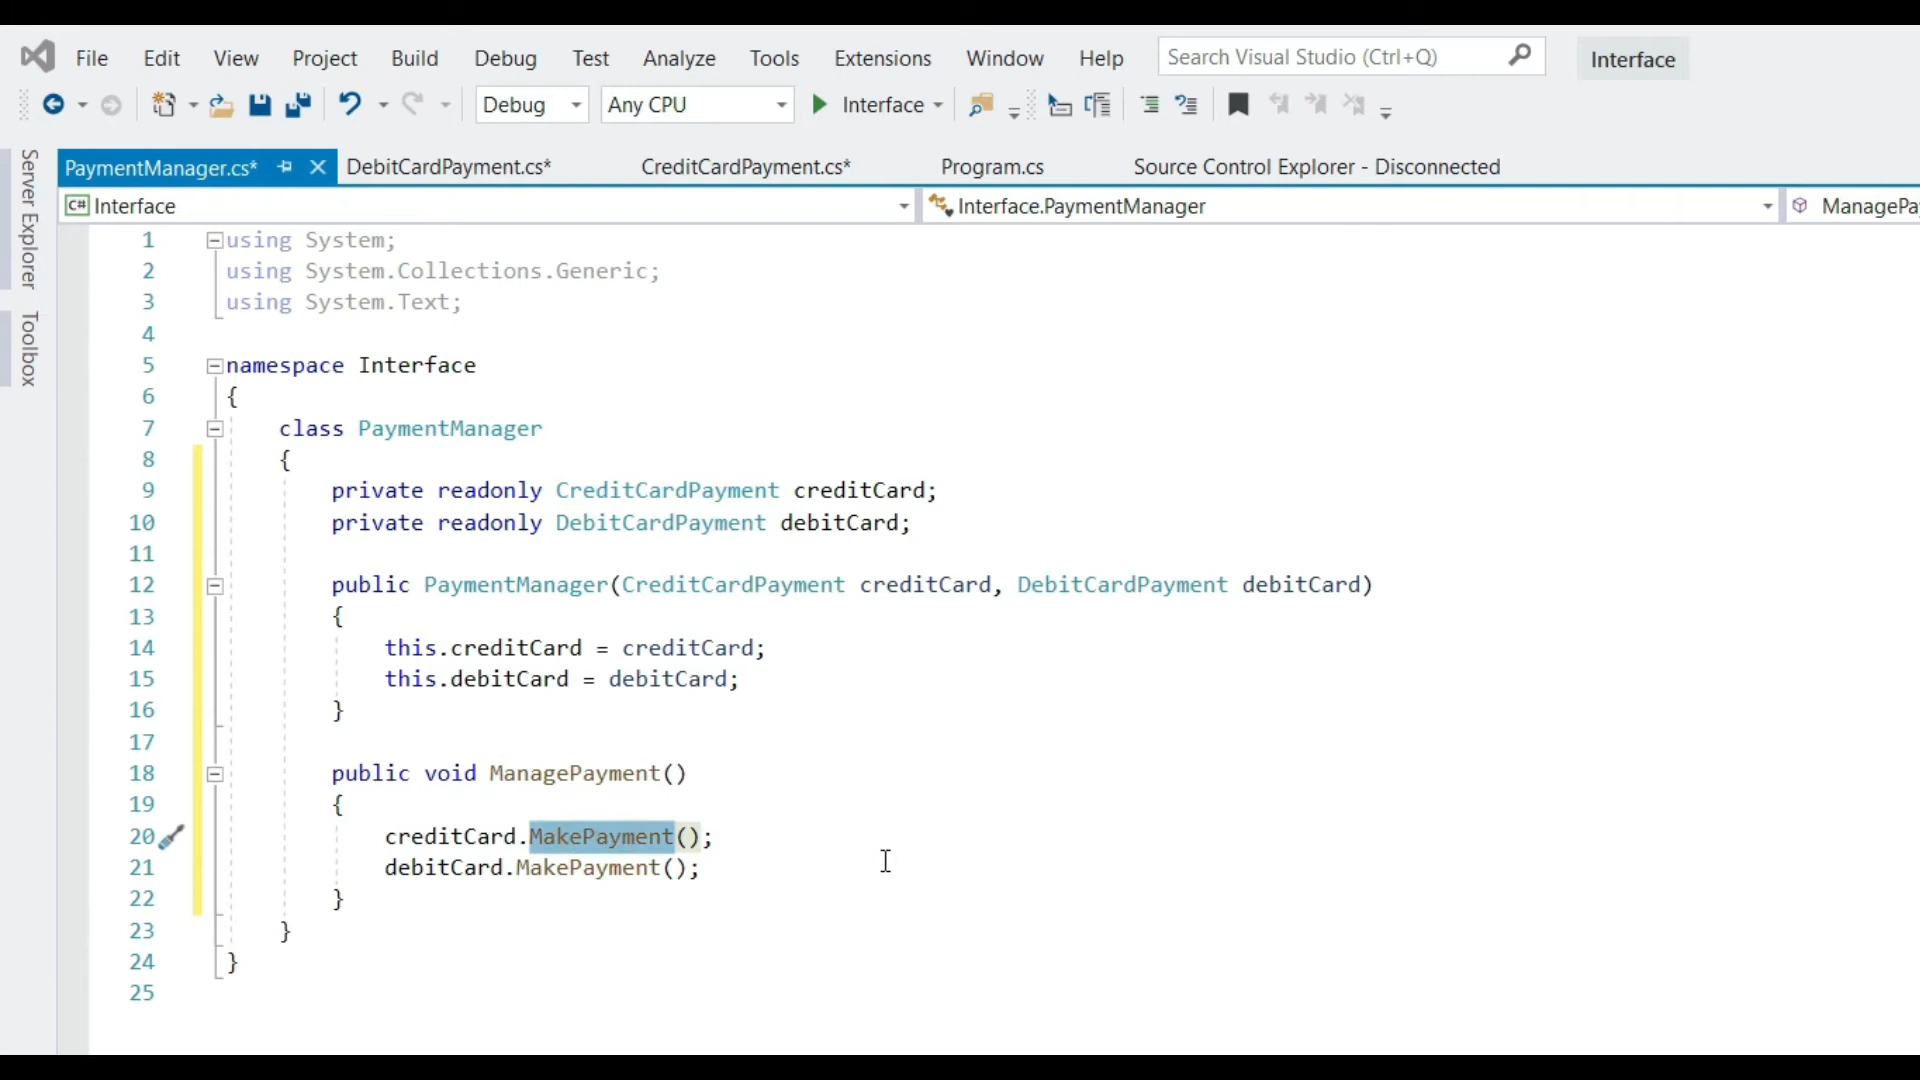 File Edit View Project Build Debug Test Analyze Tools Extensions Window Help Search Visual Studio (Ctrl+Q) Interface
Debug Any CPU Interface
Server Explorer
Toolbox
PaymentManager.cs* DebitCardPayment.cs* CreditCardPayment.cs* Program.cs Source Control Explorer - Disconnected
C# Interface Interface.PaymentManager ManagePa
1 using System;
2 using System.Collections.Generic;
3 using System.Text;
4
5 namespace Interface
6 {
7 class PaymentManager
8 {
9 private readonly CreditCardPayment creditCard;
10 private readonly DebitCardPayment debitCard;
11
12 public PaymentManager(CreditCardPayment creditCard, DebitCardPayment debitCard)
13 {
14 this.creditCard = creditCard;
15 this.debitCard = debitCard;
16 }
17
18 public void ManagePayment()
19 {
20 creditCard.MakePayment();
21 debitCard.MakePayment();
22 }
23 }
24 }
25